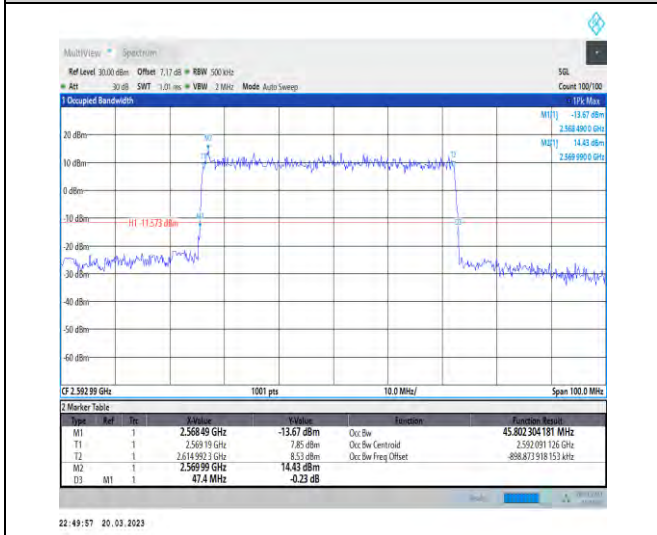 MultiView Spectrum
Ref Level 30.00 dBm Offset 7.17 dB RBW 500 kHz SGL
Att 30 dB SWT 1.01 ms VBW 2 MHz Mode Auto Sweep Count 100/100
1 Occupied Bandwidth 1Pk Max
M1[1] -13.67 dBm
2.568 490 0 GHz
M2[1] 14.43 dBm
2.569 990 0 GHz
20 dBm
M2
T1
T2
10 dBm
0 dBm
-10 dBm
M1
H1 -11.573 dBm
D3
-20 dBm
-30 dBm
-40 dBm
-50 dBm
-60 dBm
CF 2.592 99 GHz 1001 pts 10.0 MHz/ Span 100.0 MHz
2 Marker Table
Type Ref Trc X-Value Y-Value Function Function Result
M1 1 2.568 49 GHz -13.67 dBm Occ Bw 45.802 304 181 MHz
T1 1 2.569 19 GHz 7.85 dBm Occ Bw Centroid 2.592 091 126 GHz
T2 1 2.614 992 3 GHz 8.53 dBm Occ Bw Freq Offset -898.873 918 153 kHz
M2 1 2.569 99 GHz 14.43 dBm
D3 M1 1 47.4 MHz -0.23 dB
22:49:57 20.03.2023